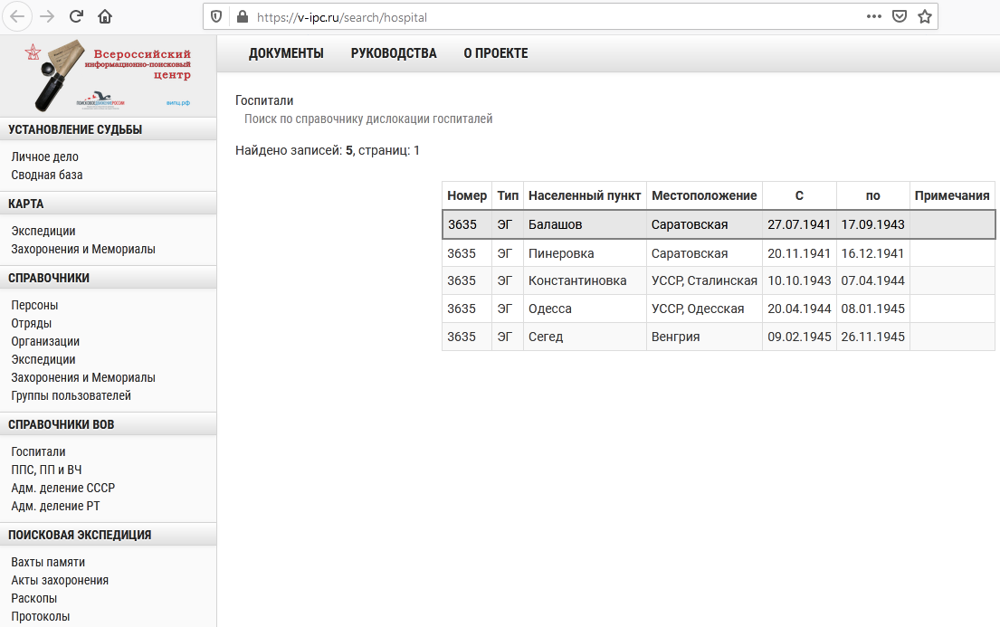 https://v-ipc.ru/search/hospital
Всероссийский
информационно-поисковый
центр
ПОИСКОВОЕ ДВИЖЕНИЕ РОССИИ
випц.рф
ДОКУМЕНТЫ РУКОВОДСТВА О ПРОЕКТЕ
УСТАНОВЛЕНИЕ СУДЬБЫ
Личное дело
Сводная база
КАРТА
Экспедиции
Захоронения и Мемориалы
СПРАВОЧНИКИ
Персоны
Отряды
Организации
Экспедиции
Захоронения и Мемориалы
Группы пользователей
СПРАВОЧНИКИ ВОВ
Госпитали
ППС, ПП и ВЧ
Адм. деление СССР
Адм. деление РТ
ПОИСКОВАЯ ЭКСПЕДИЦИЯ
Вахты памяти
Акты захоронения
Раскопы
Протоколы
Госпитали
Поиск по справочнику дислокации госпиталей
Найдено записей: 5, страниц: 1
Номер Тип Населенный пункт Местоположение С по Примечания
3635 ЭГ Балашов Саратовская 27.07.1941 17.09.1943
3635 ЭГ Пинеровка Саратовская 20.11.1941 16.12.1941
3635 ЭГ Константиновка УССР, Сталинская 10.10.1943 07.04.1944
3635 ЭГ Одесса УССР, Одесская 20.04.1944 08.01.1945
3635 ЭГ Сегед Венгрия 09.02.1945 26.11.1945